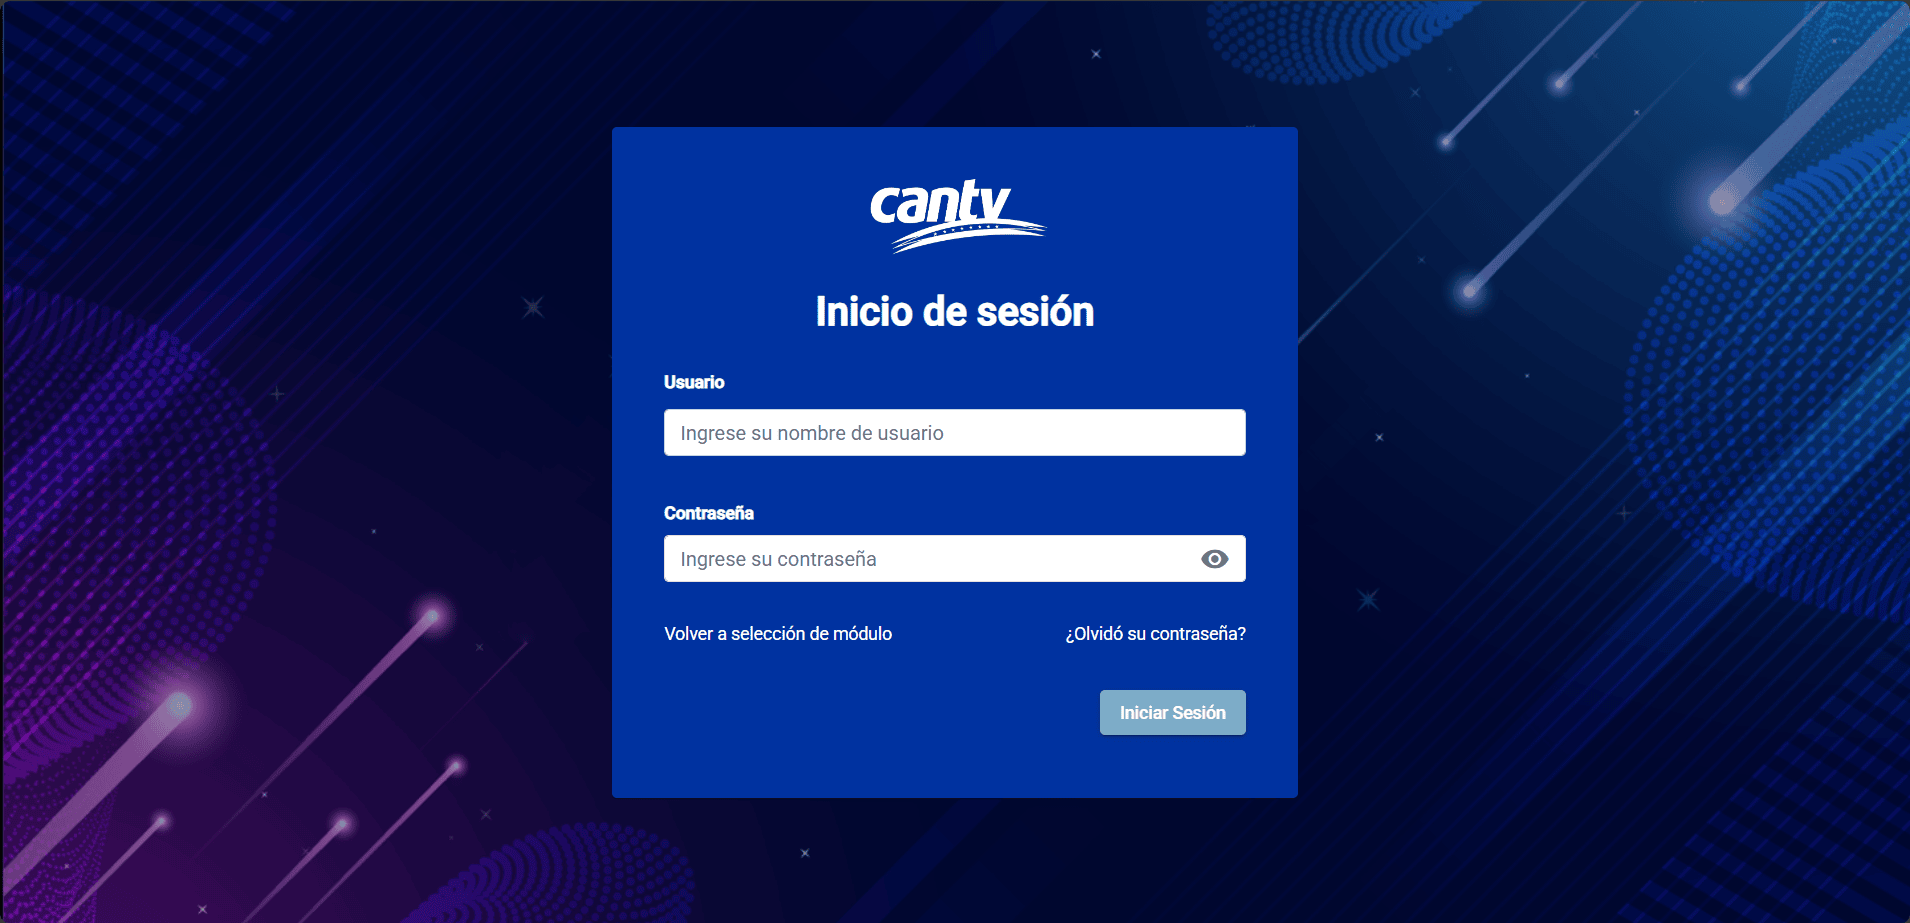 cantv
Inicio de sesión
Usuario
Ingrese su nombre de usuario
Contraseña
Ingrese su contraseña
Volver a selección de módulo
¿Olvidó su contraseña?
Iniciar Sesión